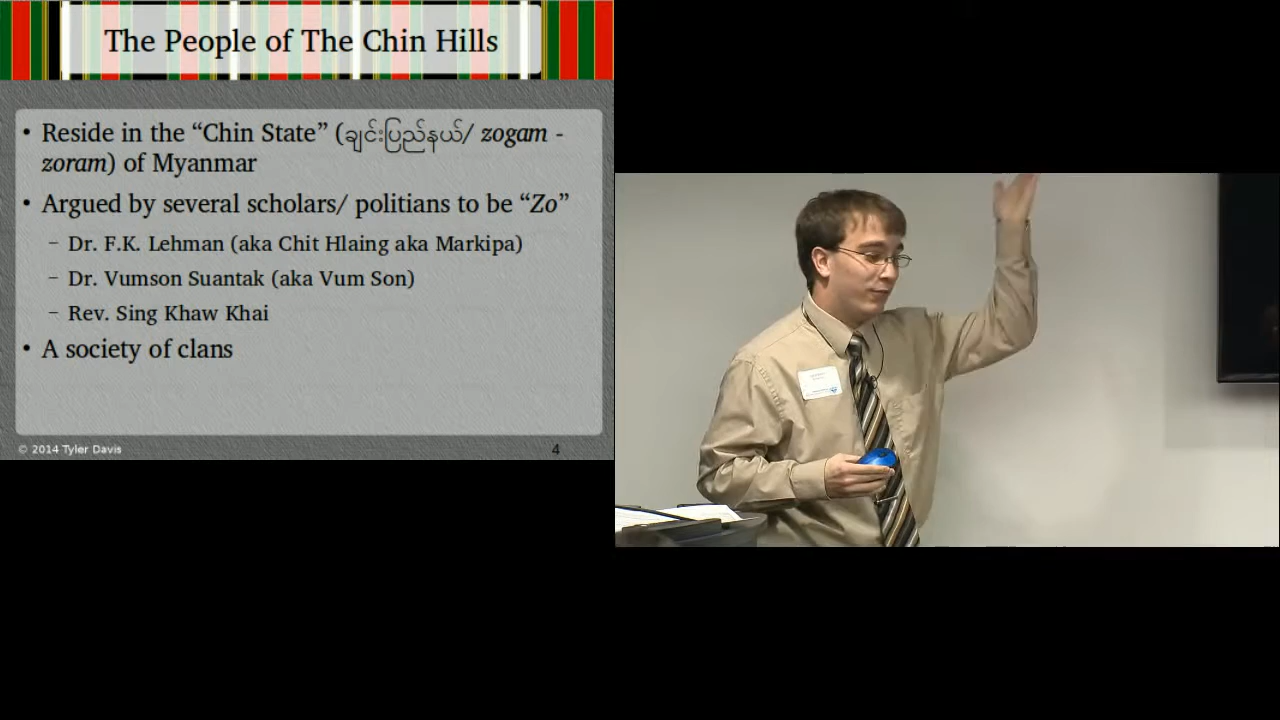 The People of The Chin Hills
• Reside in the “Chin State” (ချင်းပြည်နယ်/ zogam -
zoram) of Myanmar
• Argued by several scholars/ politians to be “Zo”
– Dr. F.K. Lehman (aka Chit Hlaing aka Markipa)
– Dr. Vumson Suantak (aka Vum Son)
– Rev. Sing Khaw Khai
• A society of clans
© 2014 Tyler Davis
4